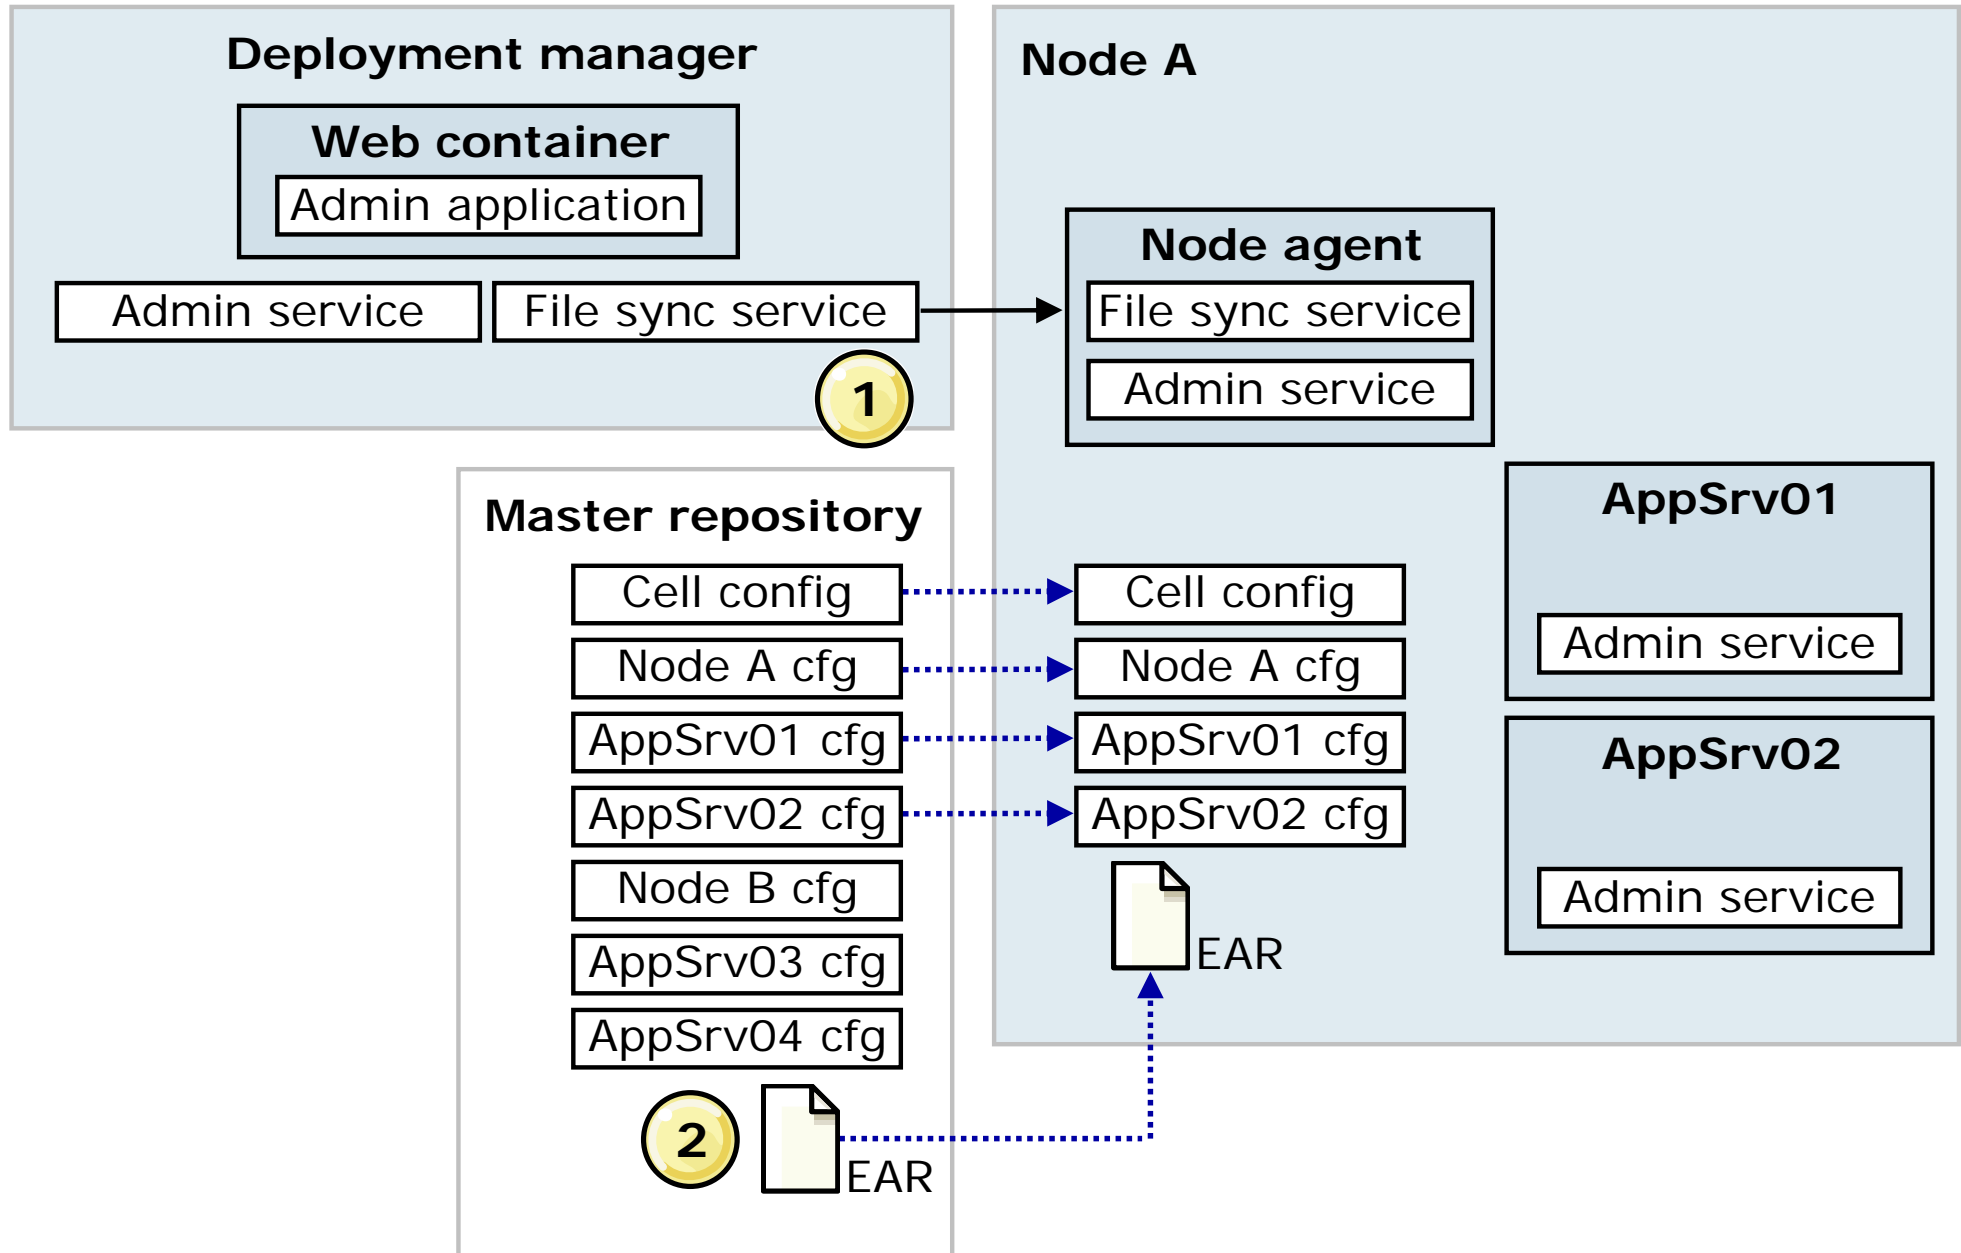 Deployment manager
Web container
Admin application
Admin service
File sync service
1
Node A
Node agent
File sync service
Admin service
Master repository
Cell config
Node A cfg
AppSrv01 cfg
AppSrv02 cfg
Node B cfg
AppSrv03 cfg
AppSrv04 cfg
2
EAR
Cell config
Node A cfg
AppSrv01 cfg
AppSrv02 cfg
EAR
AppSrv01
Admin service
AppSrv02
Admin service